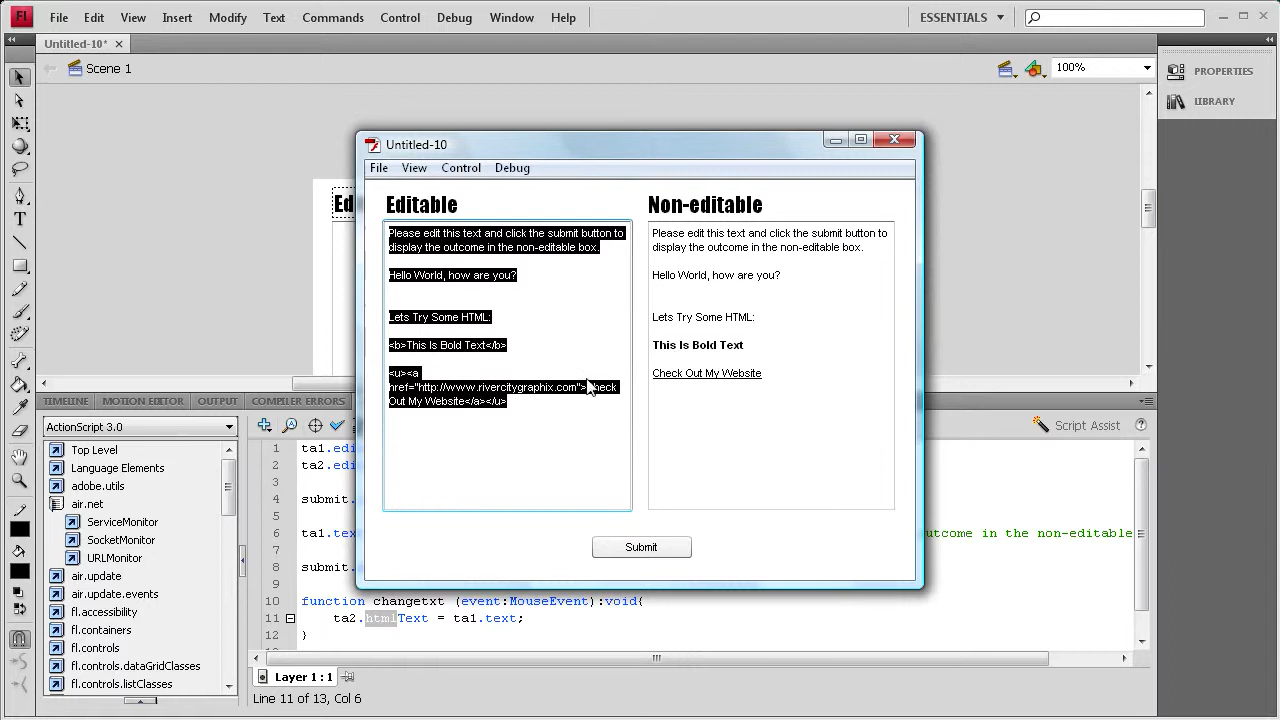 Fl File Edit View Insert Modify Text Commands Control Debug Window Help ESSENTIALS
Untitled-10*
Scene 1 100%
PROPERTIES
LIBRARY
Untitled-10
File View Control Debug
Editable Non-editable
Please edit this text and click the submit button to
display the outcome in the non-editable box.
Hello World, how are you?
Lets Try Some HTML:
<b>This Is Bold Text</b>
<u><a
href="http://www.rivercitygraphix.com">Check
Out My Website</a></u>
Please edit this text and click the submit button to
display the outcome in the non-editable box.
Hello World, how are you?
Lets Try Some HTML:
This Is Bold Text
Check Out My Website
Submit
TIMELINE MOTION EDITOR OUTPUT COMPILER ERRORS
ActionScript 3.0
Script Assist
Top Level
Language Elements
adobe.utils
air.net
ServiceMonitor
SocketMonitor
URLMonitor
air.update
air.update.events
fl.accessibility
fl.containers
fl.controls
fl.controls.dataGridClasses
fl.controls.listClasses
1 ta1.edi
2 ta2.edi
3
4 submit.
5
6 ta1.tex utcome in the non-editable
7
8 submit.
9
10 function changetxt (event:MouseEvent):void{
11 ta2.htmlText = ta1.text;
12 }
Layer 1 : 1
Line 11 of 13, Col 6